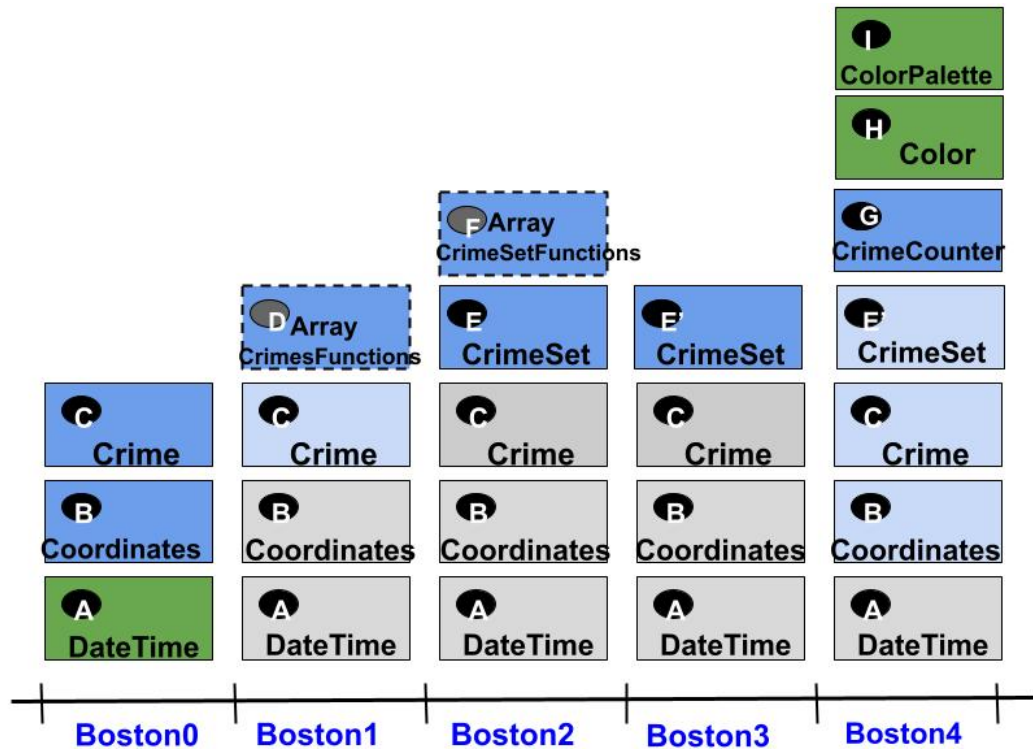 I
ColorPalette
H
Color
F Array
CrimeSetFunctions
G
CrimeCounter
D Array
CrimesFunctions
E
CrimeSet
E'
CrimeSet
E'
CrimeSet
C
Crime
C
Crime
C
Crime
C
Crime
C
Crime
B
Coordinates
B
Coordinates
B
Coordinates
B
Coordinates
B
Coordinates
A
DateTime
A
DateTime
A
DateTime
A
DateTime
A
DateTime
Boston0 Boston1 Boston2 Boston3 Boston4